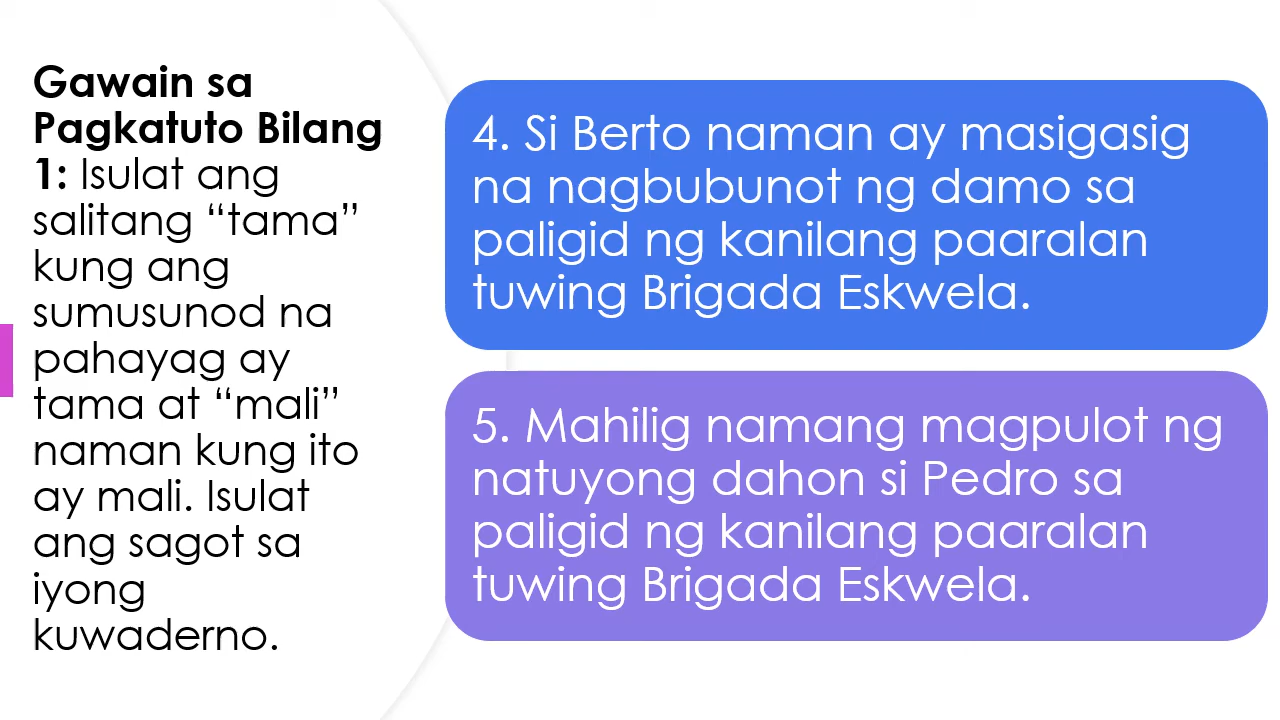 Gawain sa
Pagkatuto Bilang
1: Isulat ang
salitang “tama”
kung ang
sumusunod na
pahayag ay
tama at “mali”
naman kung ito
ay mali. Isulat
ang sagot sa
iyong
kuwaderno.
4. Si Berto naman ay masigasig
na nagbubunot ng damo sa
paligid ng kanilang paaralan
tuwing Brigada Eskwela.
5. Mahilig namang magpulot ng
natuyong dahon si Pedro sa
paligid ng kanilang paaralan
tuwing Brigada Eskwela.